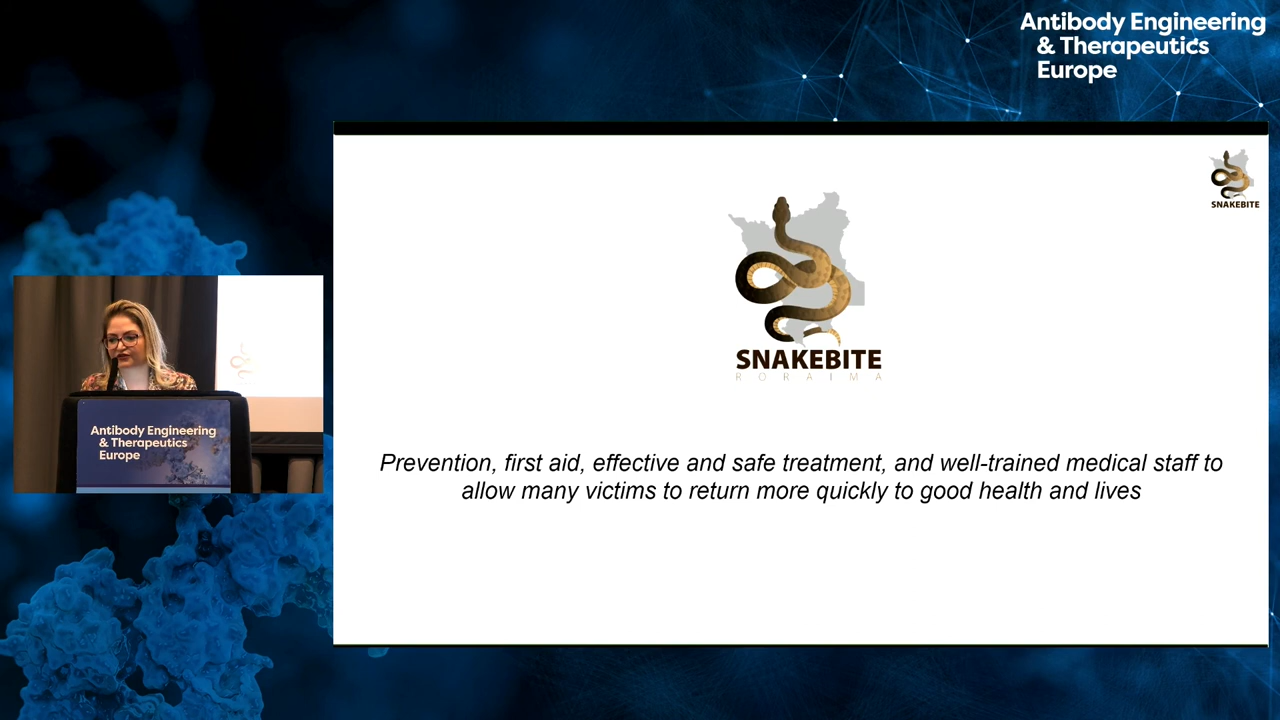 Antibody Engineering
& Therapeutics
Europe
SNAKEBITE
SNAKEBITE
RORAIMA
Prevention, first aid, effective and safe treatment, and well-trained medical staff to
allow many victims to return more quickly to good health and lives
Antibody Engineering
& Therapeutics
Europe